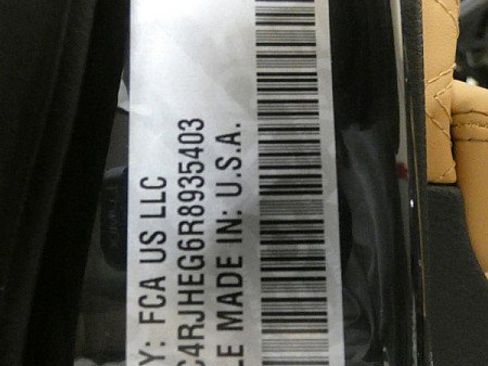 Y: FCA US LLC
C4RJHEG6R8935403
LE MADE IN: U.S.A.